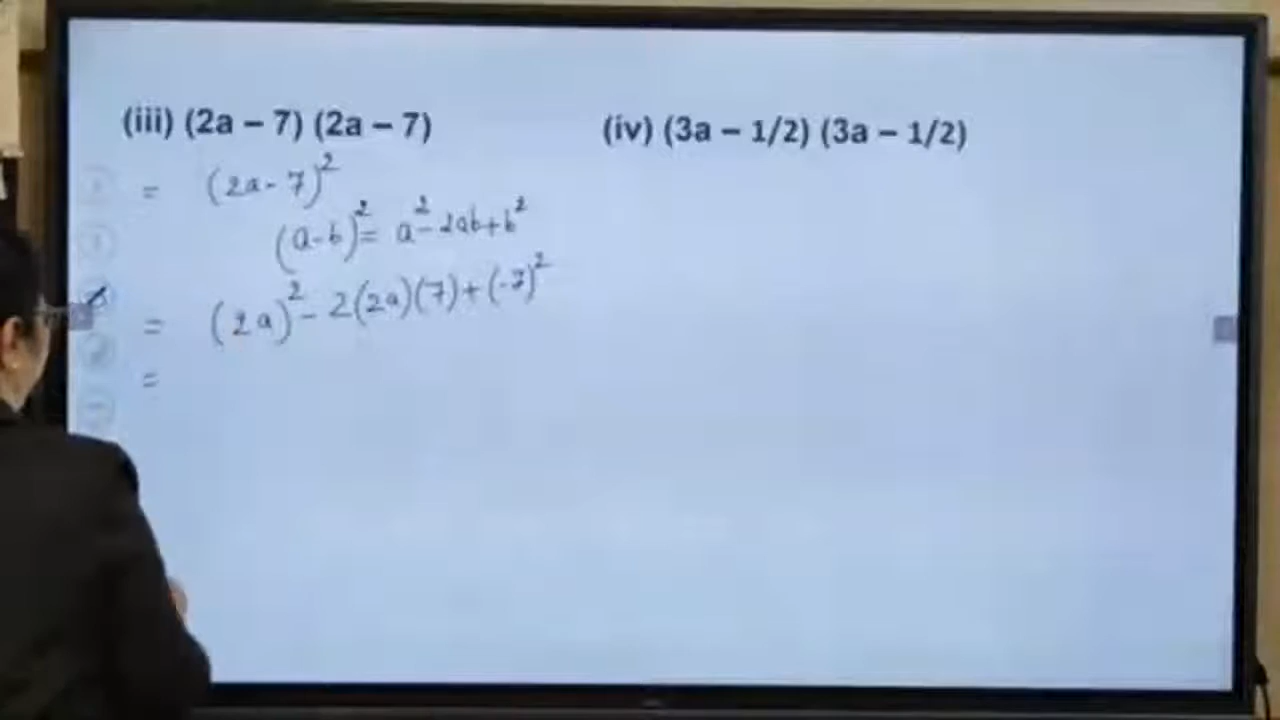 (iii) (2a – 7) (2a – 7)
= (2a - 7)²
(a-b)² = a² - 2ab + b²
= (2a)² - 2(2a)(7) + (-7)²
=
(iv) (3a – 1/2) (3a – 1/2)